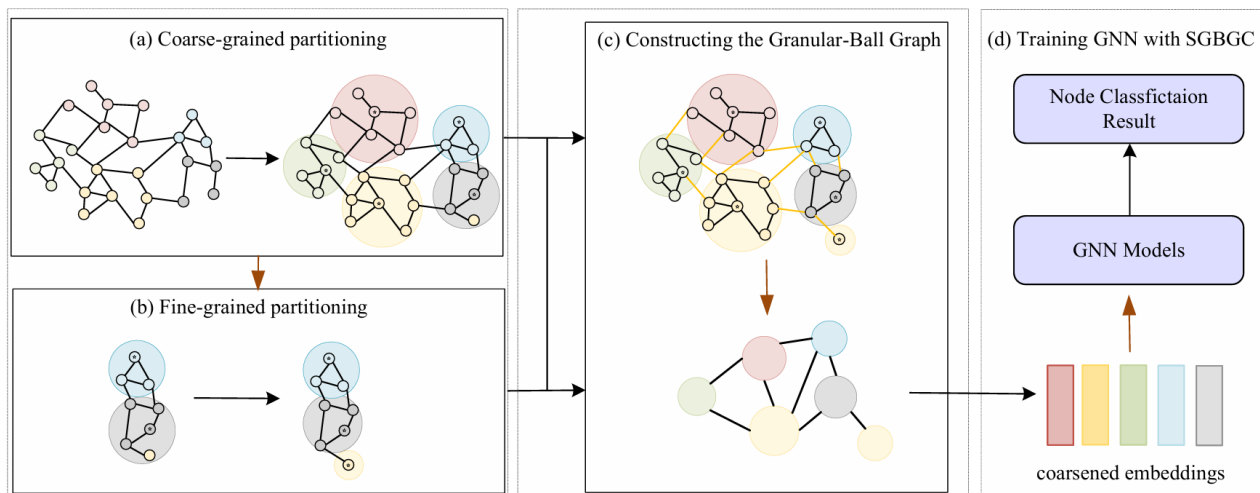 (a) Coarse-grained partitioning
(b) Fine-grained partitioning
(c) Constructing the Granular-Ball Graph
(d) Training GNN with SGBGC
Node Classfictaion
Result
GNN Models
coarsened embeddings